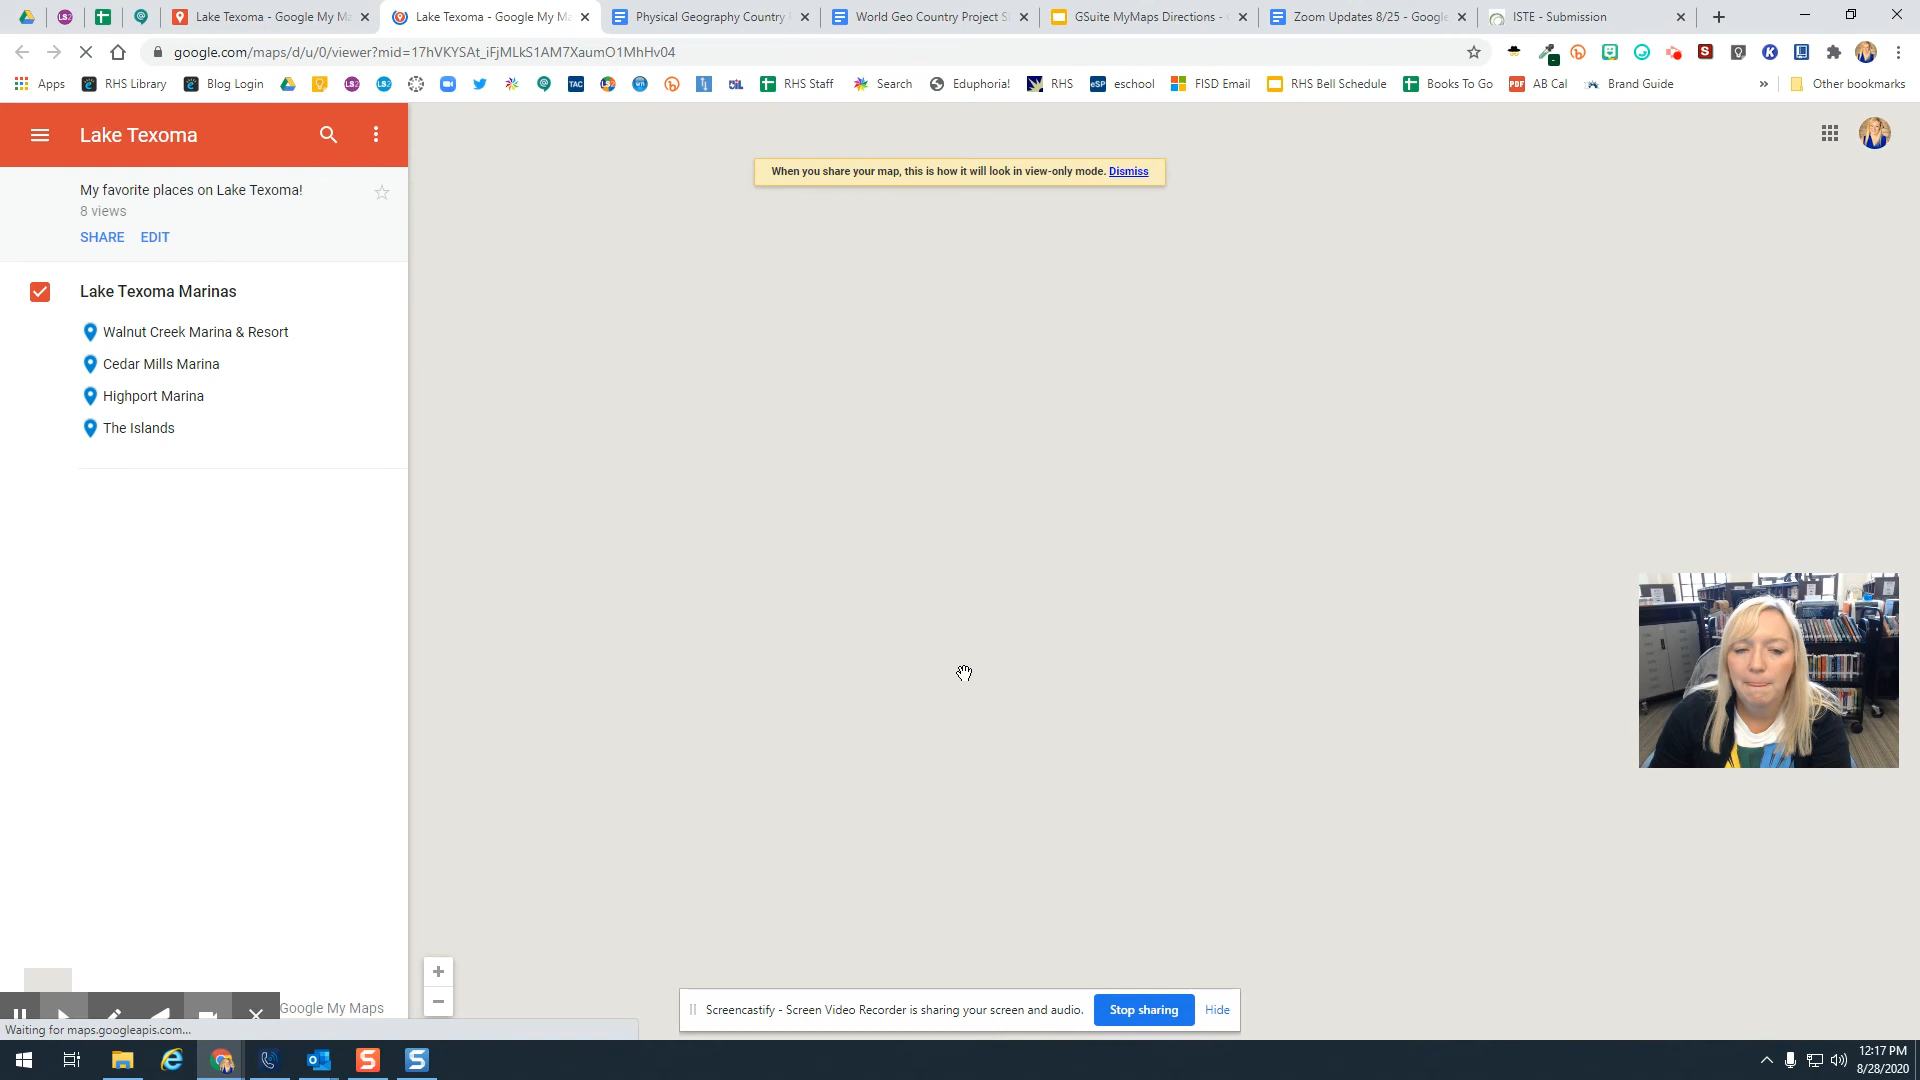 Lake Texoma - Google My Ma
Lake Texoma - Google My Ma
Physical Geography Country
World Geo Country Project S
GSuite MyMaps Directions -
Zoom Updates 8/25 - Google
ISTE - Submission
google.com/maps/d/u/0/viewer?mid=17hVKYSAt_iFjMLkS1AM7XaumO1MhHv04
Apps
RHS Library
Blog Login
RHS Staff
Search
Eduphoria!
RHS
eschool
FISD Email
RHS Bell Schedule
Books To Go
AB Cal
Brand Guide
Other bookmarks
Lake Texoma
When you share your map, this is how it will look in view-only mode. Dismiss
My favorite places on Lake Texoma!
8 views
SHARE EDIT
Lake Texoma Marinas
Walnut Creek Marina & Resort
Cedar Mills Marina
Highport Marina
The Islands
Google My Maps
Screencastify - Screen Video Recorder is sharing your screen and audio.
Stop sharing
Hide
Waiting for maps.googleapis.com...
12:17 PM
8/28/2020